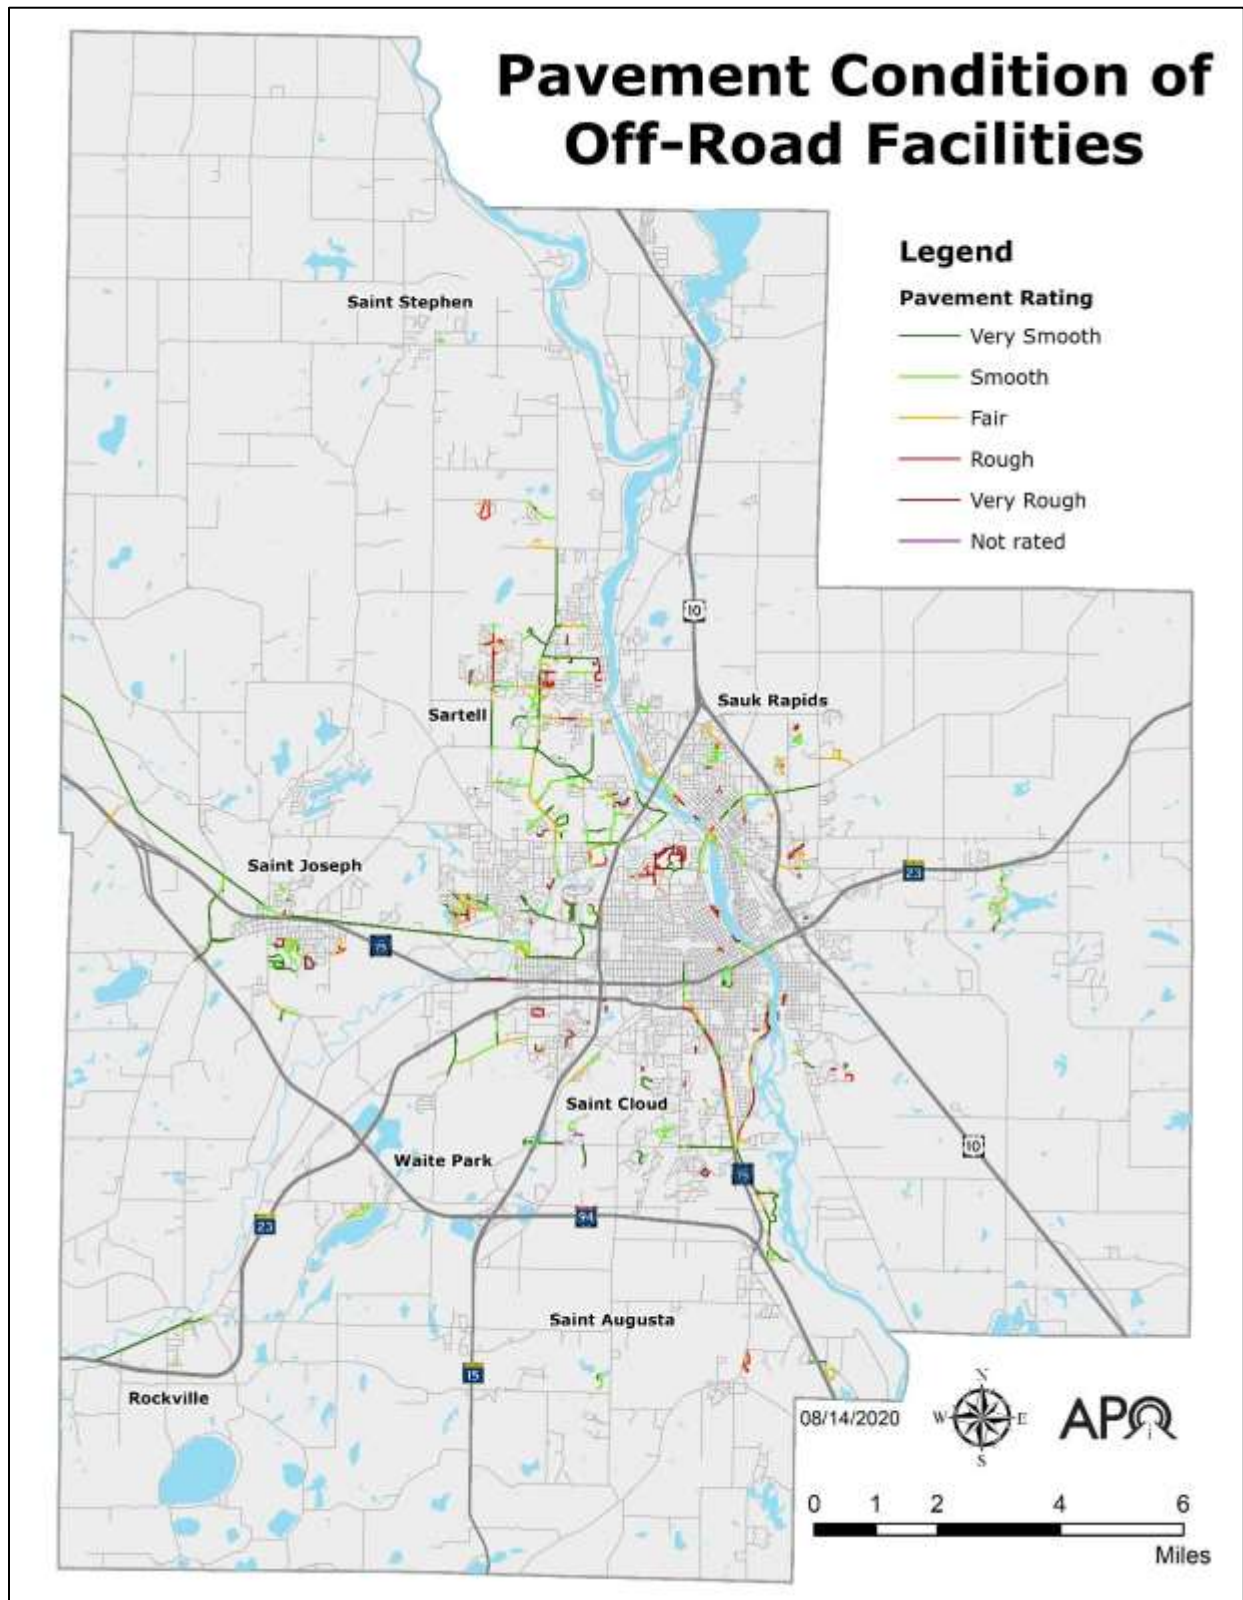 Pavement Condition of
Off-Road Facilities
Legend
Pavement Rating
Very Smooth
Smooth
Fair
Rough
Very Rough
Not rated
Saint Stephen
10
Sartell
Sauk Rapids
Saint Joseph
23
75
Saint Cloud
10
Waite Park
75
23
94
Saint Augusta
15
Rockville
08/14/2020
N
W
E
S
APO
0 1 2 4 6
Miles